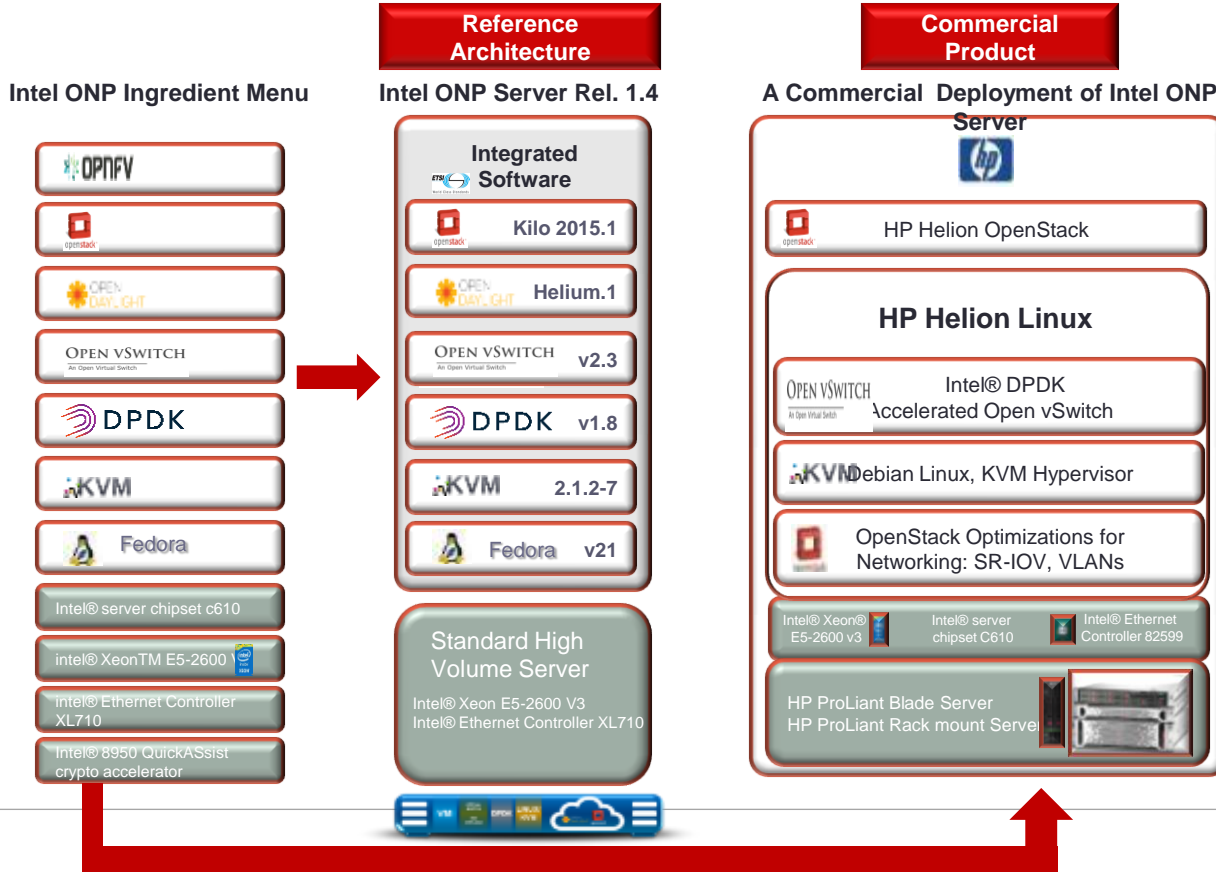 Reference
Architecture
Commercial
Product
Intel ONP Ingredient Menu
OPNFV
openstack
OPEN
DAYLIGHT
OPEN VSWITCH
An Open Virtual Switch
DPDK
KVM
Fedora
Intel® server chipset c610
intel® XeonTM E5-2600 V
intel® Ethernet Controller
XL710
Intel® 8950 QuickASsist
crypto accelerator
Intel ONP Server Rel. 1.4
Integrated
ETSI Software
openstack Kilo 2015.1
OPEN
DAYLIGHT Helium.1
OPEN VSWITCH v2.3
An Open Virtual Switch
DPDK v1.8
KVM 2.1.2-7
Fedora v21
Standard High
Volume Server
Intel® Xeon E5-2600 V3
Intel® Ethernet Controller XL710
VM DPDK
A Commercial Deployment of Intel ONP
Server
hp
openstack HP Helion OpenStack
HP Helion Linux
OPEN VSWITCH
An Open Virtual Switch
Intel® DPDK
Accelerated Open vSwitch
KVM Debian Linux, KVM Hypervisor
OpenStack Optimizations for
Networking: SR-IOV, VLANs
Intel® Xeon®
E5-2600 v3
Intel® server
chipset C610
Intel® Ethernet
Controller 82599
HP ProLiant Blade Server
HP ProLiant Rack mount Server